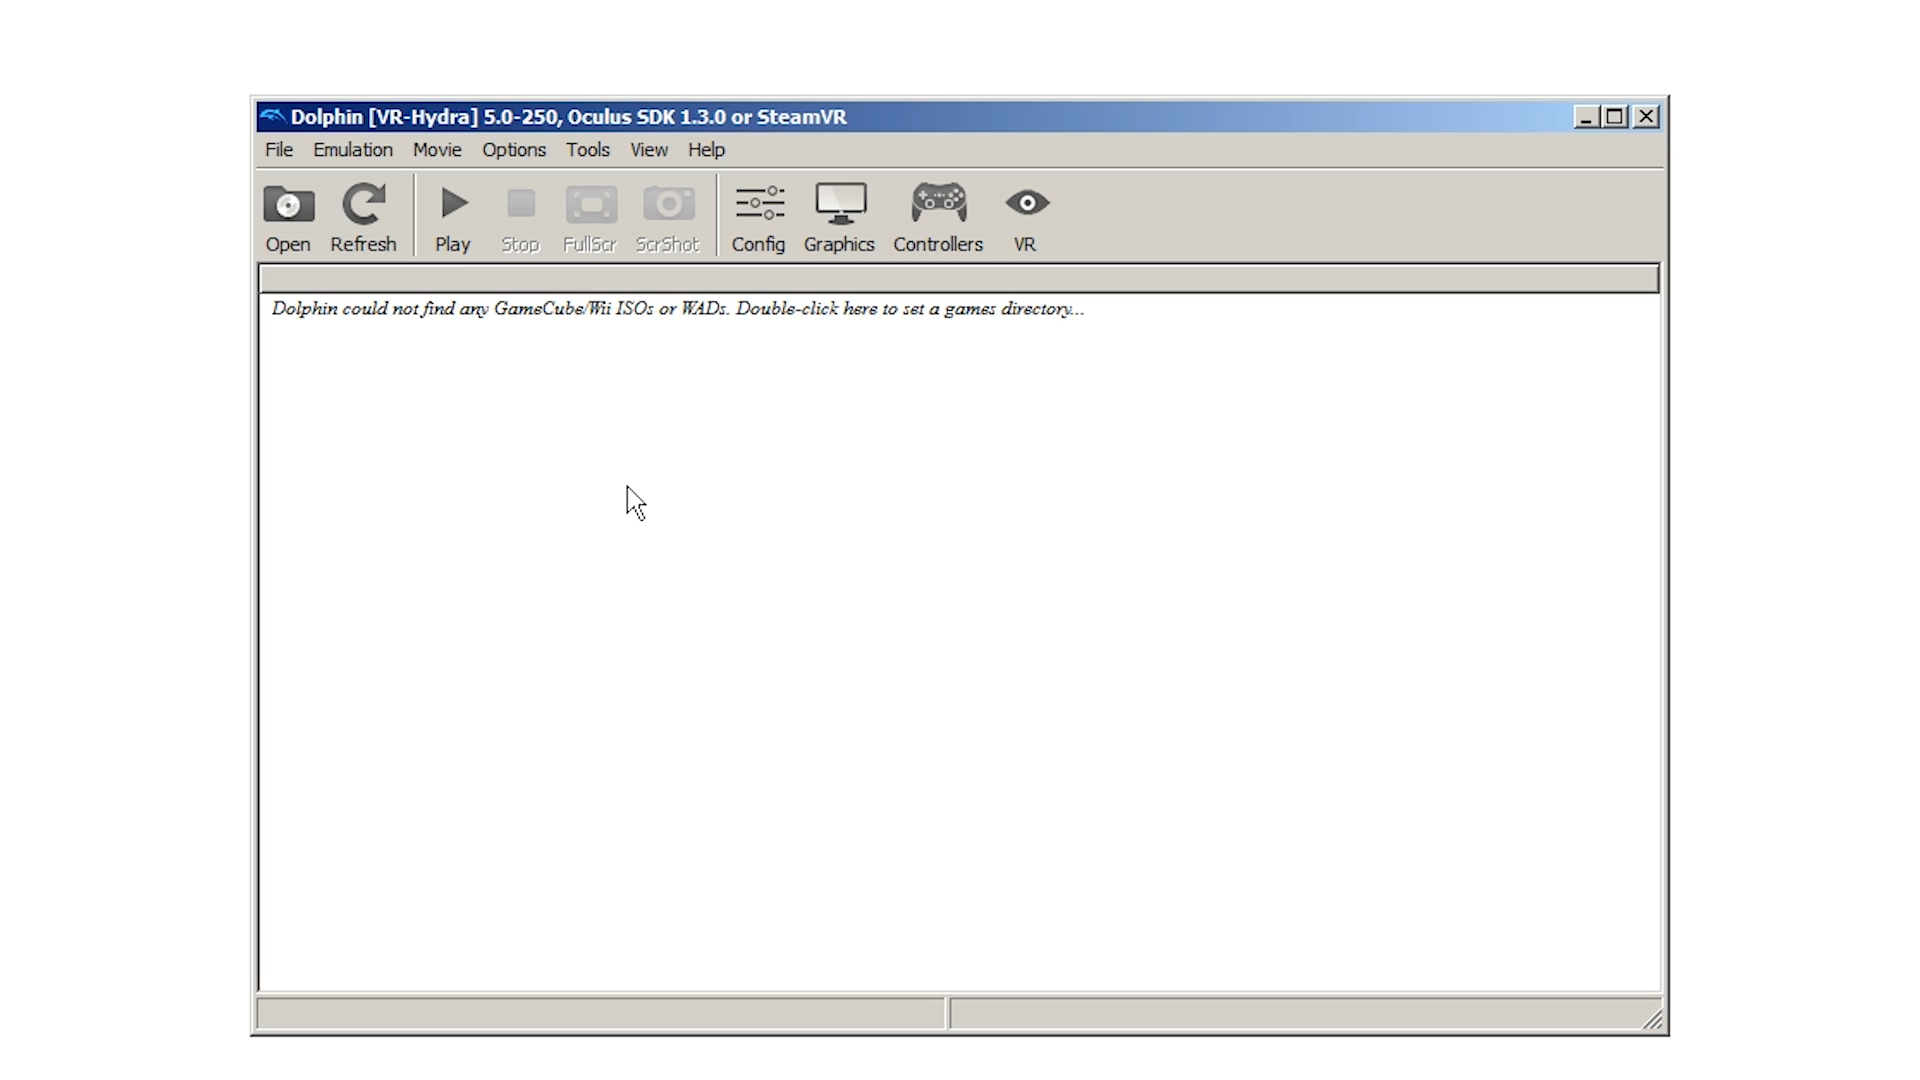 Dolphin [VR-Hydra] 5.0-250, Oculus SDK 1.3.0 or SteamVR
File Emulation Movie Options Tools View Help
Open Refresh Play Stop FullScr ScrShot Config Graphics Controllers VR
Dolphin could not find any GameCube/Wii ISOs or WADs. Double-click here to set a games directory...